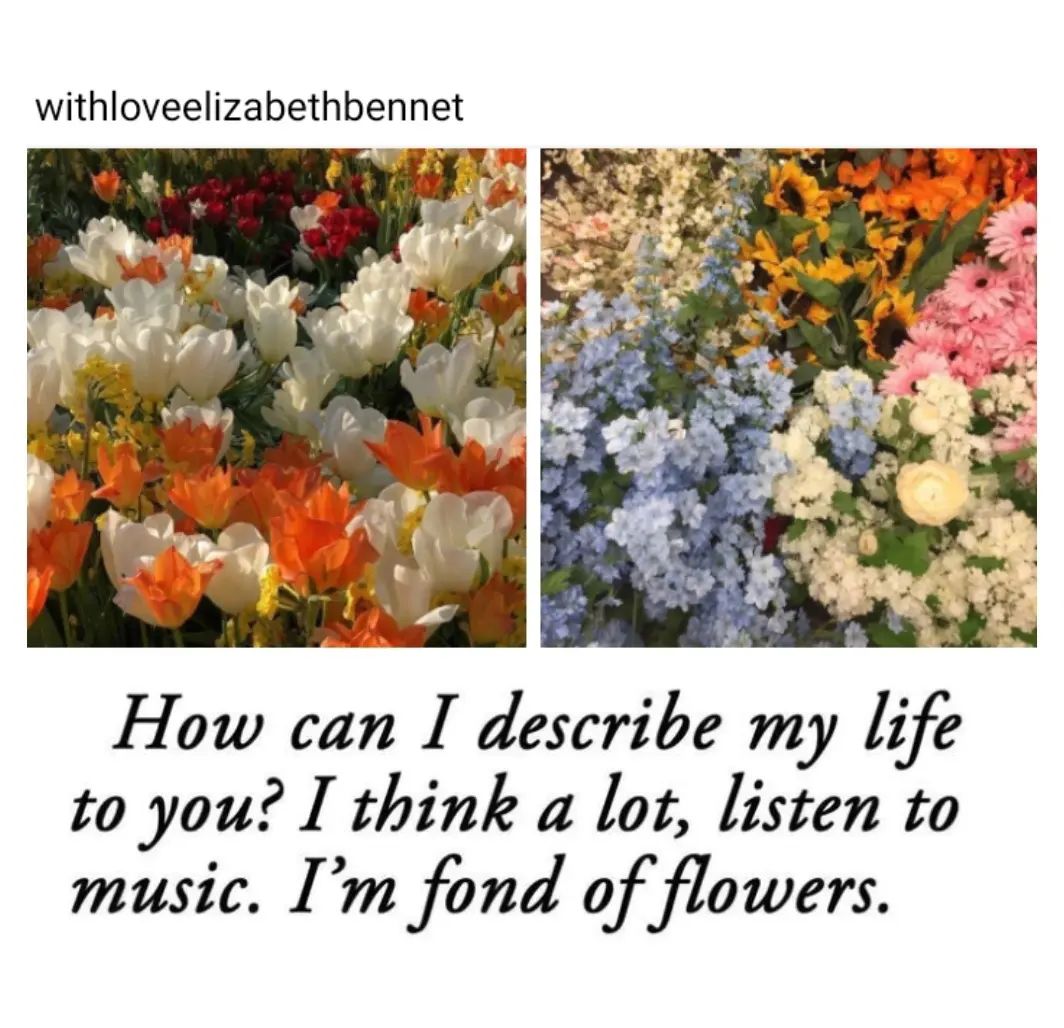 withloveelizabethbennet
How can I describe my life
to you? I think a lot, listen to
music. I’m fond of flowers.